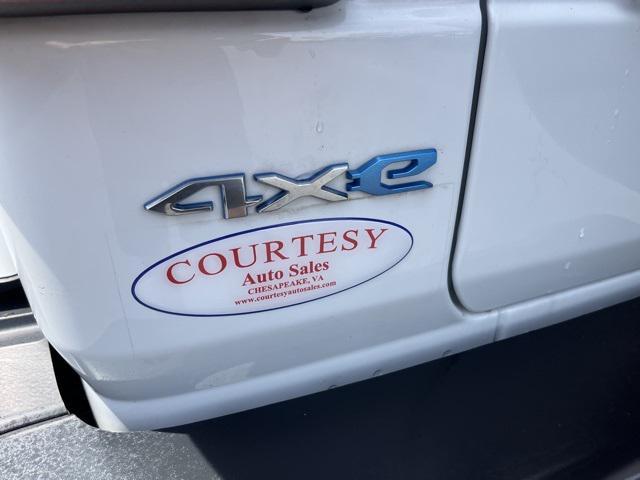 4xe
COURTESY
Auto Sales
CHESAPEAKE, VA
www.courtesyautosales.com